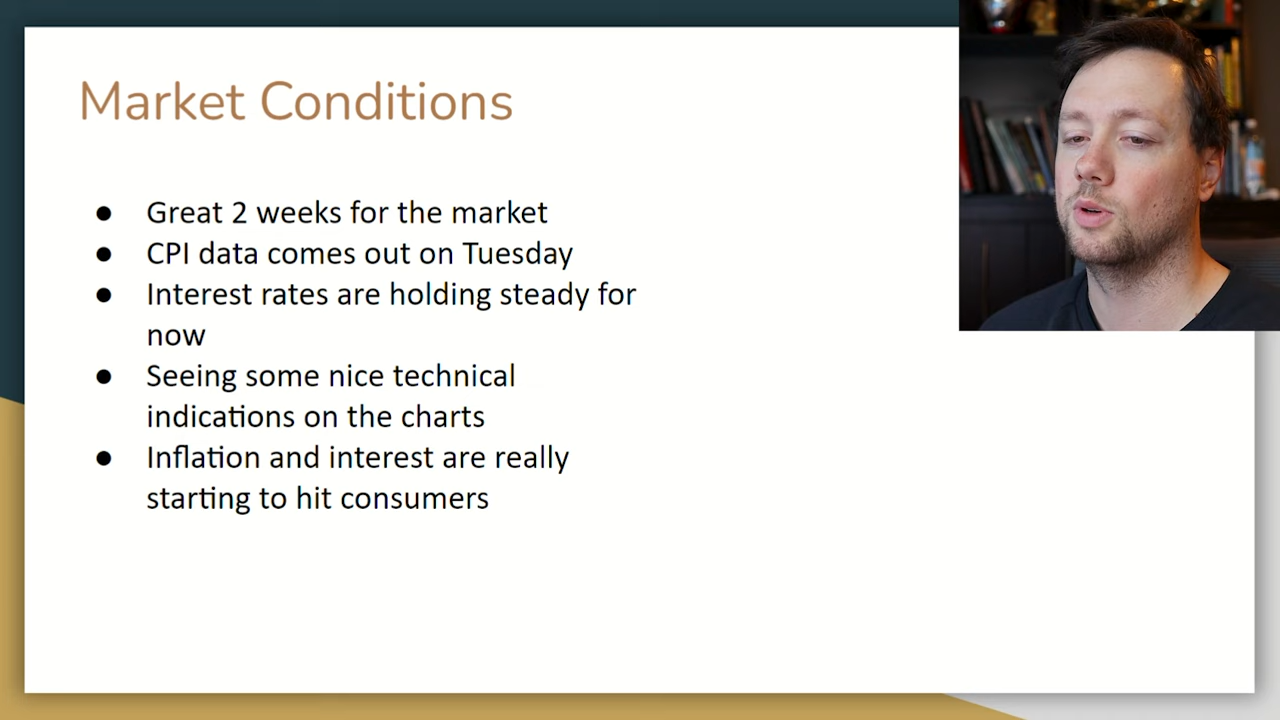 Market Conditions
● Great 2 weeks for the market
● CPI data comes out on Tuesday
● Interest rates are holding steady for
now
● Seeing some nice technical
indications on the charts
● Inflation and interest are really
starting to hit consumers